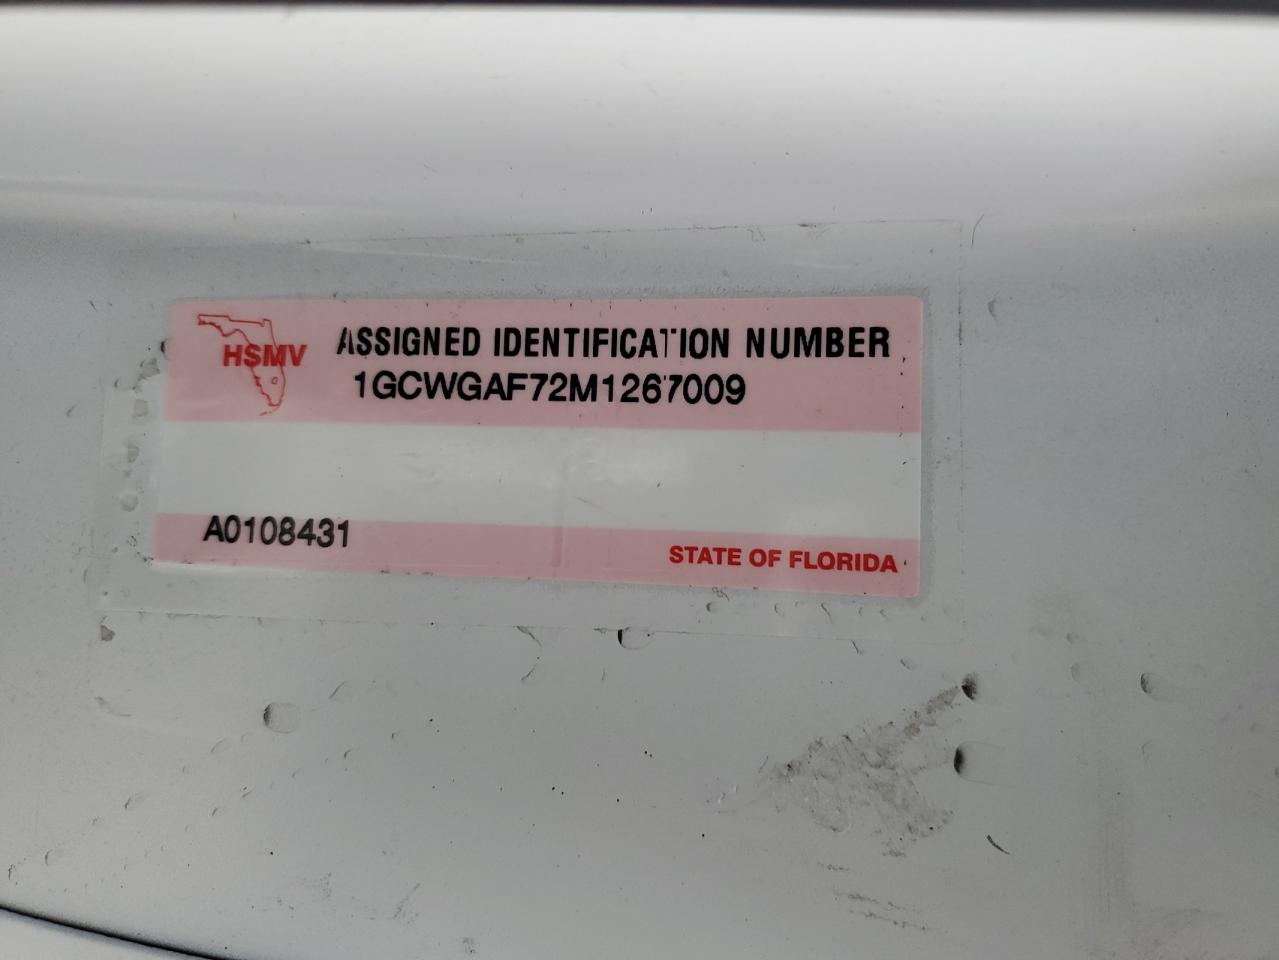 HSMV
ASSIGNED IDENTIFICATION NUMBER
1GCWGAF72M1267009
A0108431
STATE OF FLORIDA